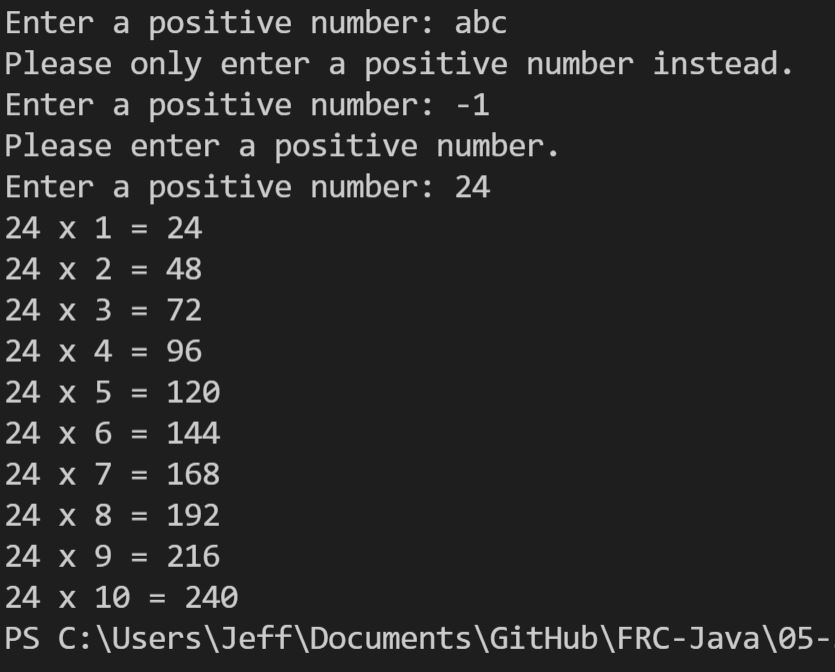 Enter a positive number: abc
Please only enter a positive number instead.
Enter a positive number: -1
Please enter a positive number.
Enter a positive number: 24
24 x 1 = 24
24 x 2 = 48
24 x 3 = 72
24 x 4 = 96
24 x 5 = 120
24 x 6 = 144
24 x 7 = 168
24 x 8 = 192
24 x 9 = 216
24 x 10 = 240
PS C:\Users\Jeff\Documents\GitHub\FRC-Java\05-